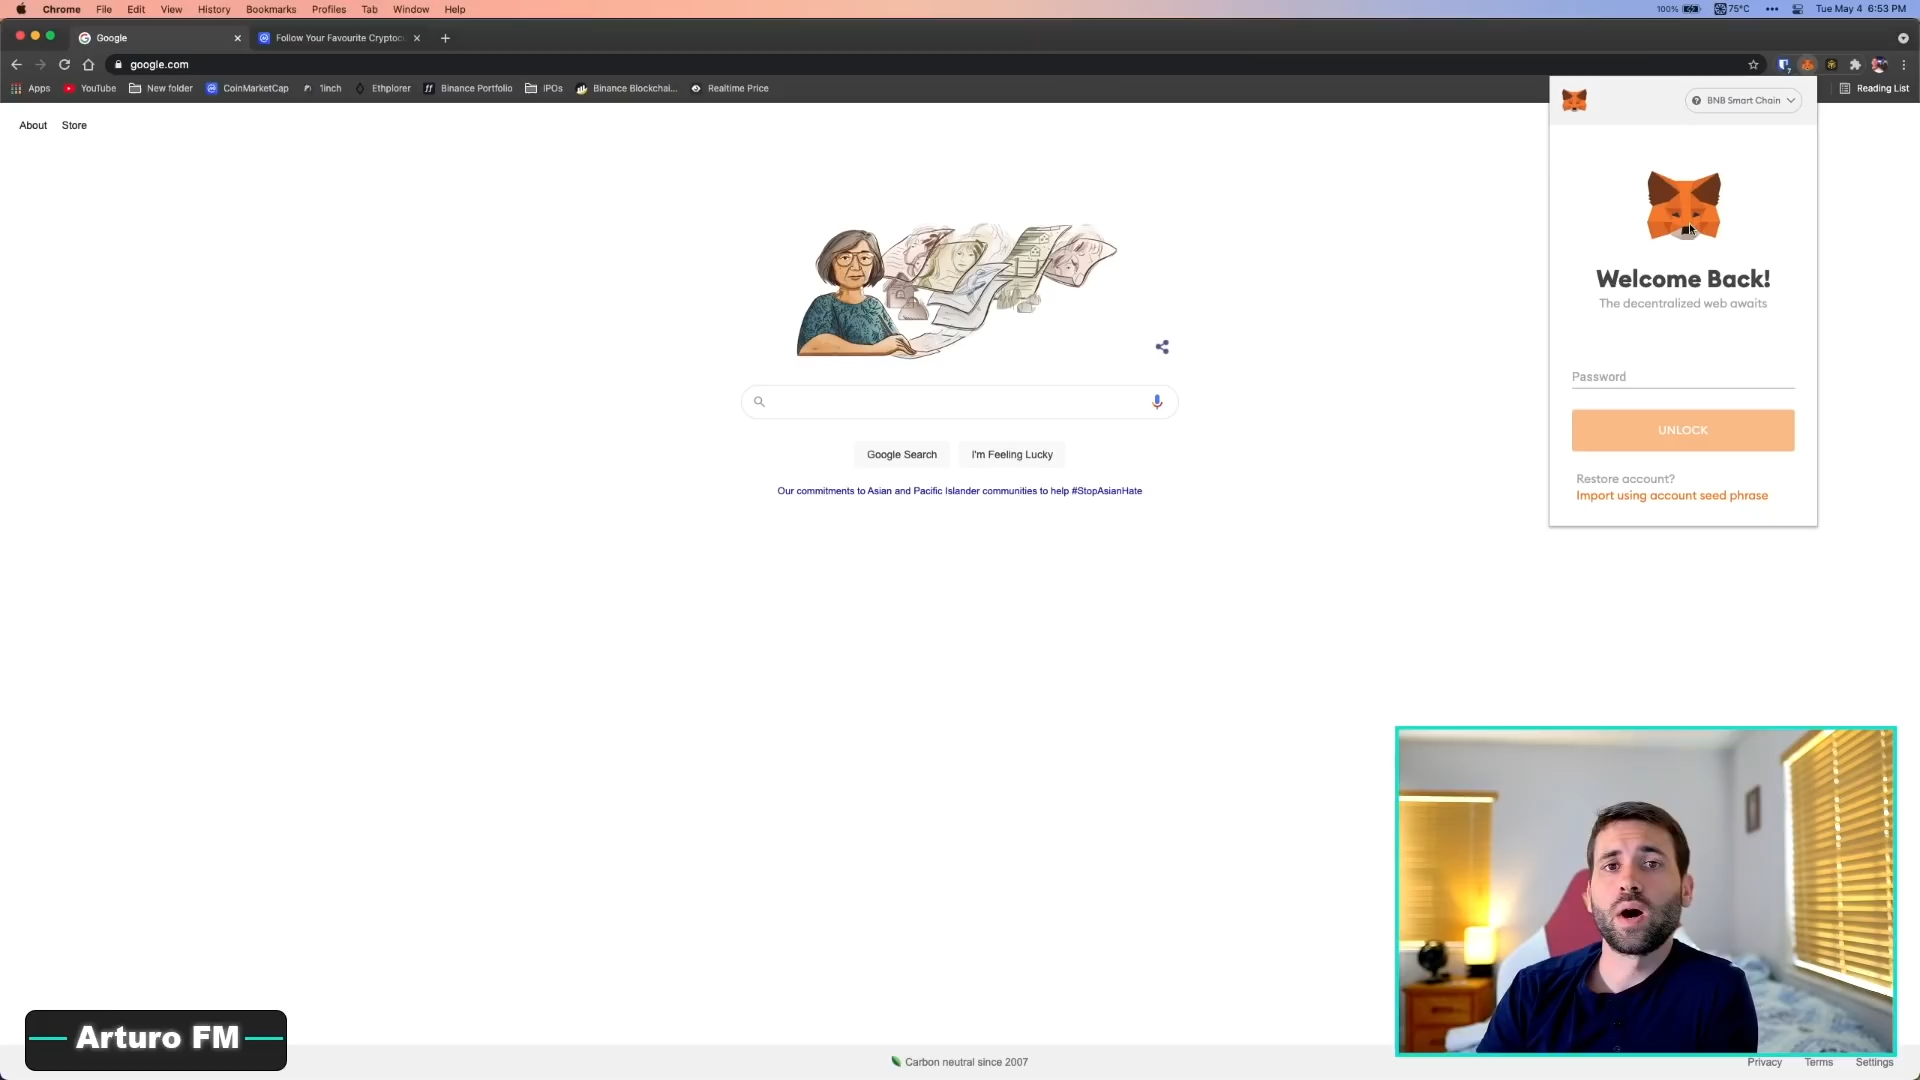 Chrome File Edit View History Bookmarks Profiles Tab Window Help
100% 75°C ••• Tue May 4 6:53 PM
Google
Follow Your Favourite Cryptoc
google.com
Apps YouTube New folder CoinMarketCap 1inch Ethplorer Binance Portfolio IPOs Binance Blockchai... Realtime Price
Reading List
About Store
BNB Smart Chain
Welcome Back!
The decentralized web awaits
Password
UNLOCK
Restore account?
Import using account seed phrase
Google Search I'm Feeling Lucky
Our commitments to Asian and Pacific Islander communities to help #StopAsianHate
Arturo FM
Carbon neutral since 2007
Privacy Terms Settings